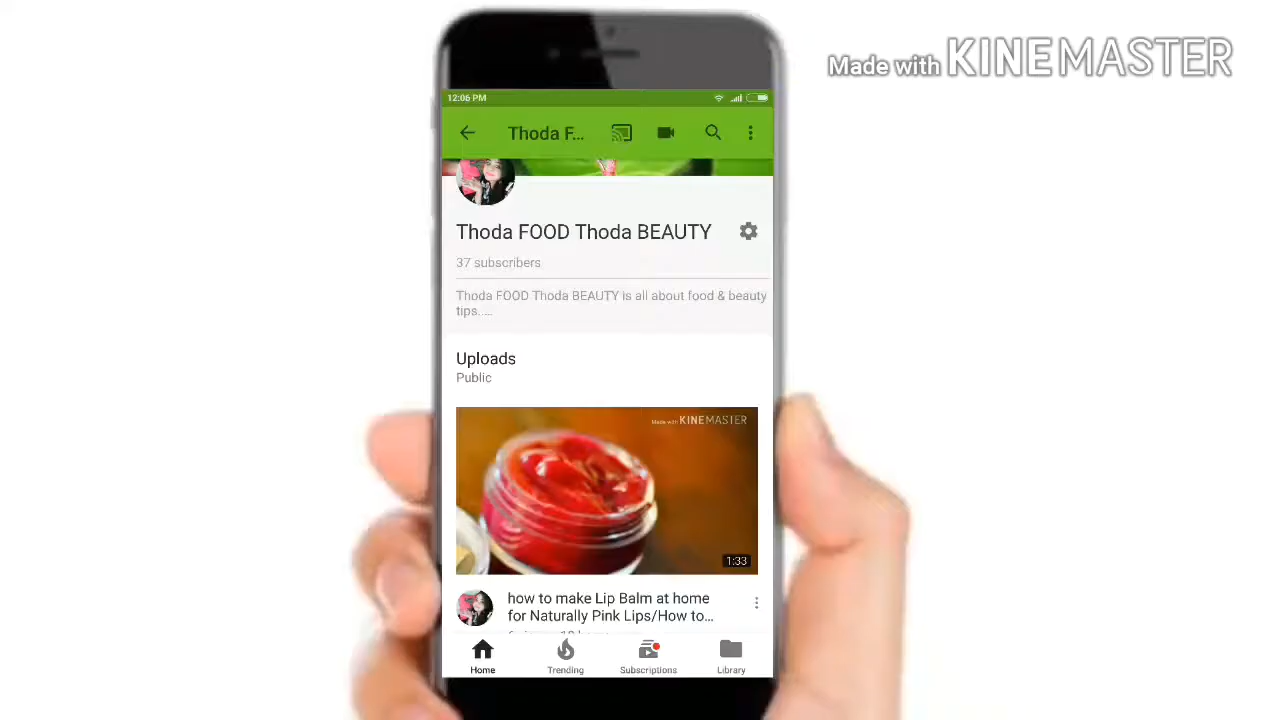 Made with KINEMASTER
12:06 PM
Thoda F...
Thoda FOOD Thoda BEAUTY
37 subscribers
Thoda FOOD Thoda BEAUTY is all about food & beauty
tips....
Uploads
Public
Made with KINEMASTER
1:33
how to make Lip Balm at home
for Naturally Pink Lips/How to...
Home
Trending
Subscriptions
Library